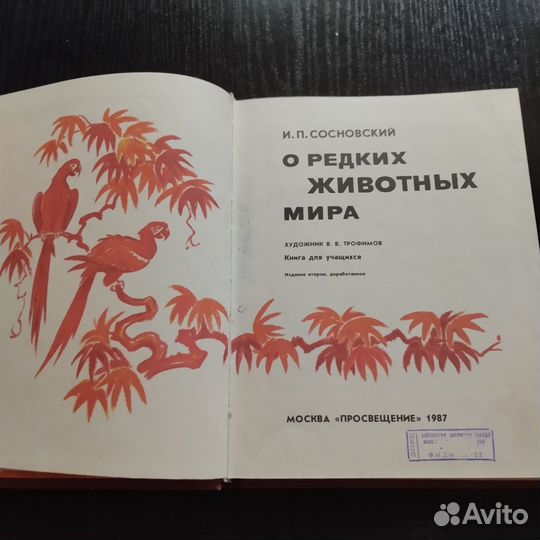 И. П. СОСНОВСКИЙ
О РЕДКИХ
ЖИВОТНЫХ
МИРА
ХУДОЖНИК В. В. ТРОФИМОВ
Книга для учащихся
Издание второе, доработанное
МОСКВА «ПРОСВЕЩЕНИЕ» 1987
Avito